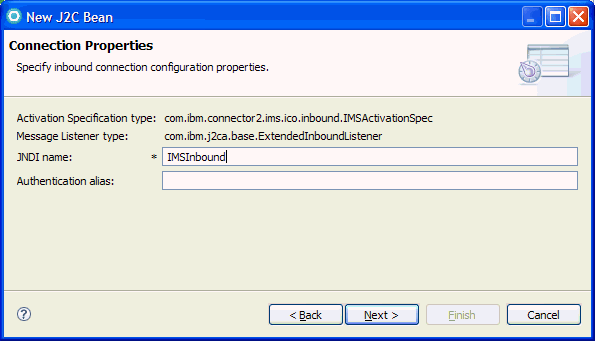 New J2C Bean
Connection Properties
Specify inbound connection configuration properties.
Activation Specification type: com.ibm.connector2.ims.ico.inbound.IMSActivationSpec
Message Listener type: com.ibm.j2ca.base.ExtendedInboundListener
JNDI name: * IMSInbound
Authentication alias:
? < Back Next > Finish Cancel